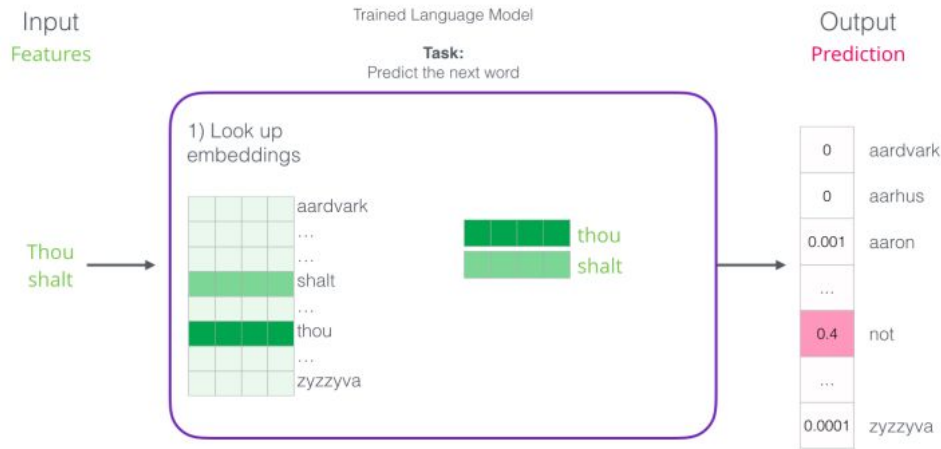 Input
Features
Trained Language Model
Task:
Predict the next word
Output
Prediction
1) Look up
embeddings
aardvark
...
...
shalt
...
thou
...
zyzzyva
Thou
shalt
thou
shalt
0 aardvark
0 aarhus
0.001 aaron
...
0.4 not
...
0.0001 zyzzyva